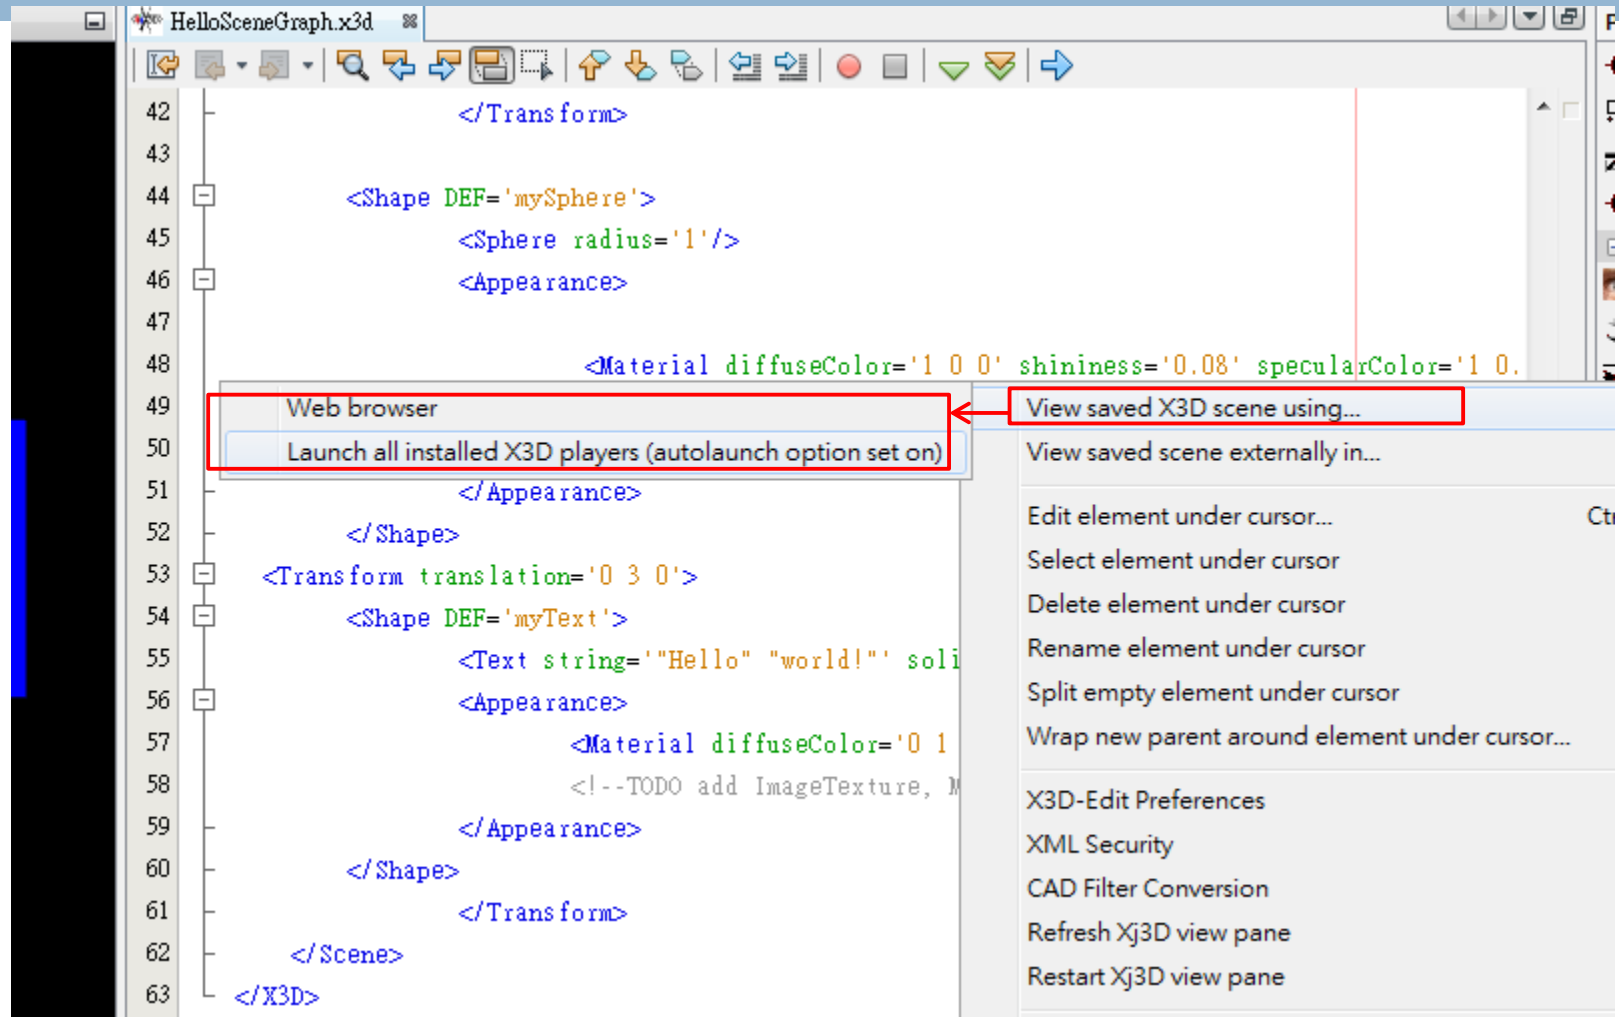 HelloSceneGraph.x3d
42 </Transform>
43
44 <Shape DEF='mySphere'>
45 <Sphere radius='1'/>
46 <Appearance>
47
48 <Material diffuseColor='1 0 0' shininess='0.08' specularColor='1 0.
49 Web browser
50 Launch all installed X3D players (autolaunch option set on)
51 </Appearance>
52 </Shape>
53 <Transform translation='0 3 0'>
54 <Shape DEF='myText'>
55 <Text string='"Hello" "world!"' soli
56 <Appearance>
57 <Material diffuseColor='0 1
58 <!--TODO add ImageTexture, M
59 </Appearance>
60 </Shape>
61 </Transform>
62 </Scene>
63 </X3D>
View saved X3D scene using...
View saved scene externally in...
Edit element under cursor... Ctr
Select element under cursor
Delete element under cursor
Rename element under cursor
Split empty element under cursor
Wrap new parent around element under cursor...
X3D-Edit Preferences
XML Security
CAD Filter Conversion
Refresh Xj3D view pane
Restart Xj3D view pane